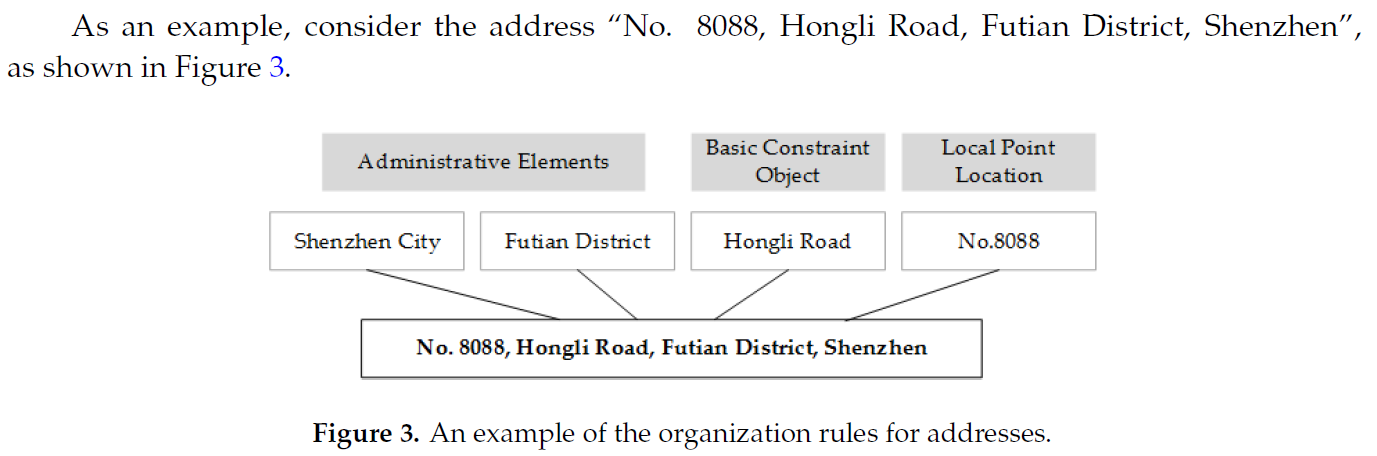 As an example, consider the address “No. 8088, Hongli Road, Futian District, Shenzhen”,
as shown in Figure 3.
Administrative Elements
Basic Constraint
Object
Local Point
Location
Shenzhen City
Futian District
Hongli Road
No.8088
No. 8088, Hongli Road, Futian District, Shenzhen
Figure 3. An example of the organization rules for addresses.